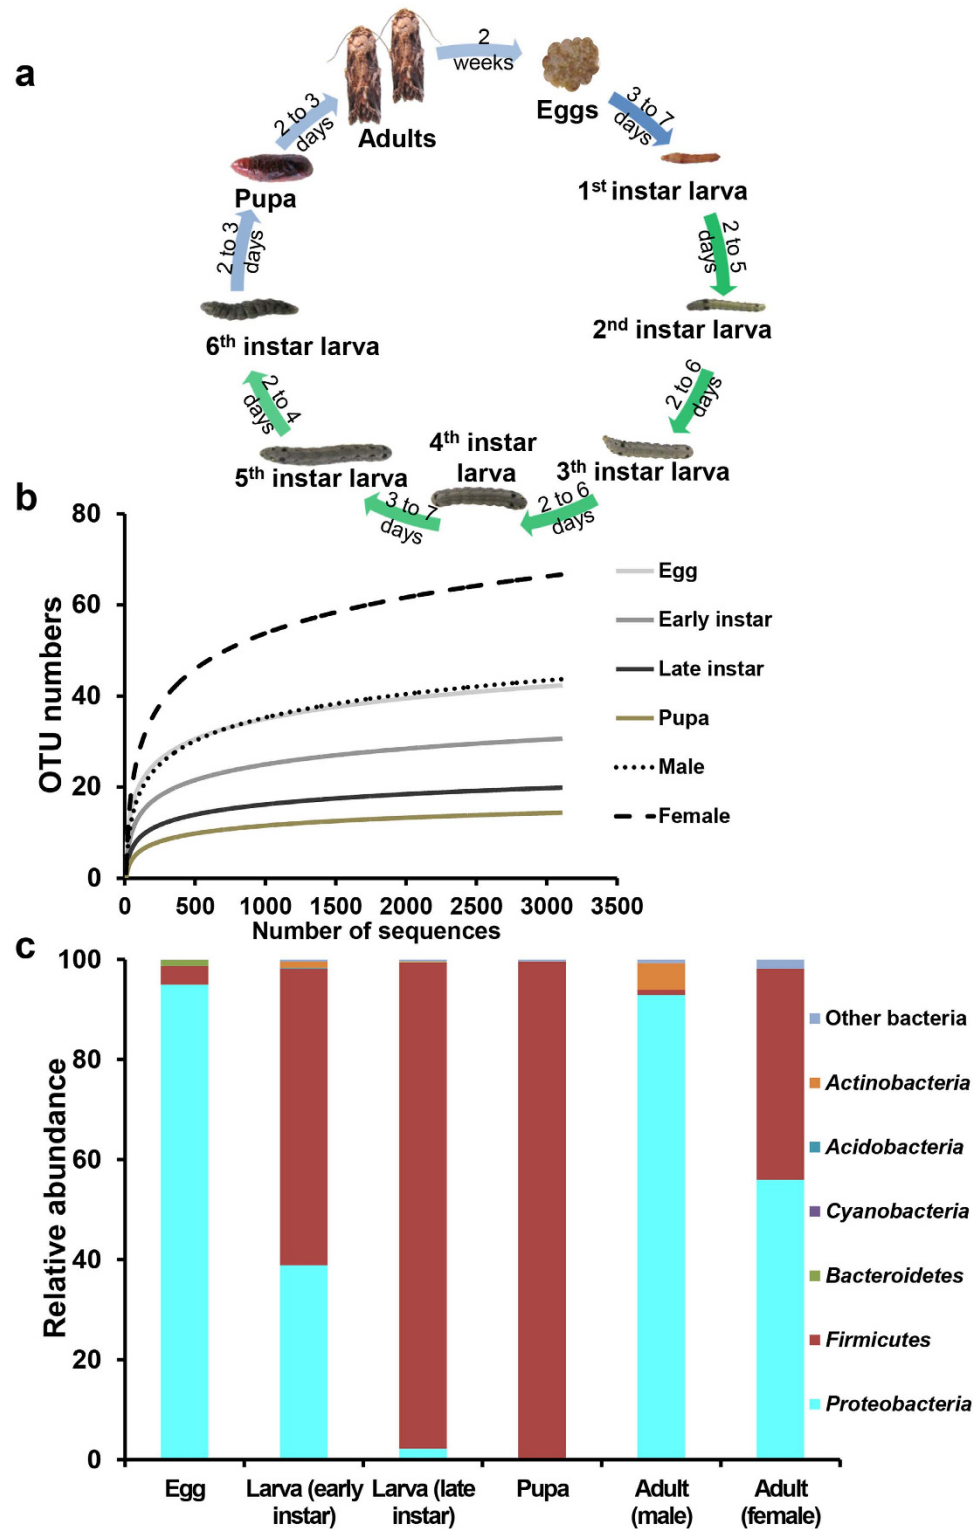 a
2
weeks
Eggs
3 to 7
days
1st instar larva
2 to 5
days
2nd instar larva
2 to 6
days
3th instar larva
2 to 6
days
4th instar
larva
3 to 7
days
5th instar larva
2 to 4
days
6th instar larva
2 to 3
days
Pupa
2 to 3
days
Adults
b
OTU numbers
80
60
40
20
0
0 500 1000 1500 2000 2500 3000 3500
Number of sequences
Egg
Early instar
Late instar
Pupa
Male
Female
c
Relative abundance
100
80
60
40
20
0
Egg
Larva (early
instar)
Larva (late
instar)
Pupa
Adult
(male)
Adult
(female)
Other bacteria
Actinobacteria
Acidobacteria
Cyanobacteria
Bacteroidetes
Firmicutes
Proteobacteria